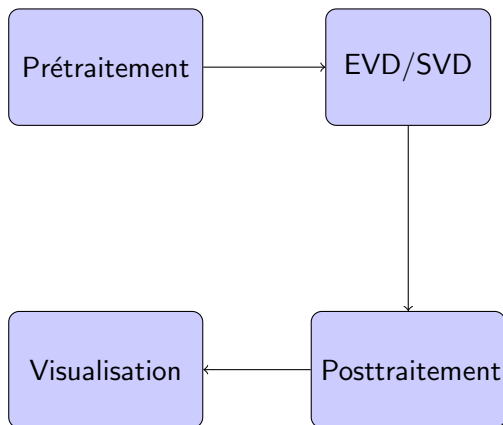 Prétraitement
EVD/SVD
Visualisation
Posttraitement